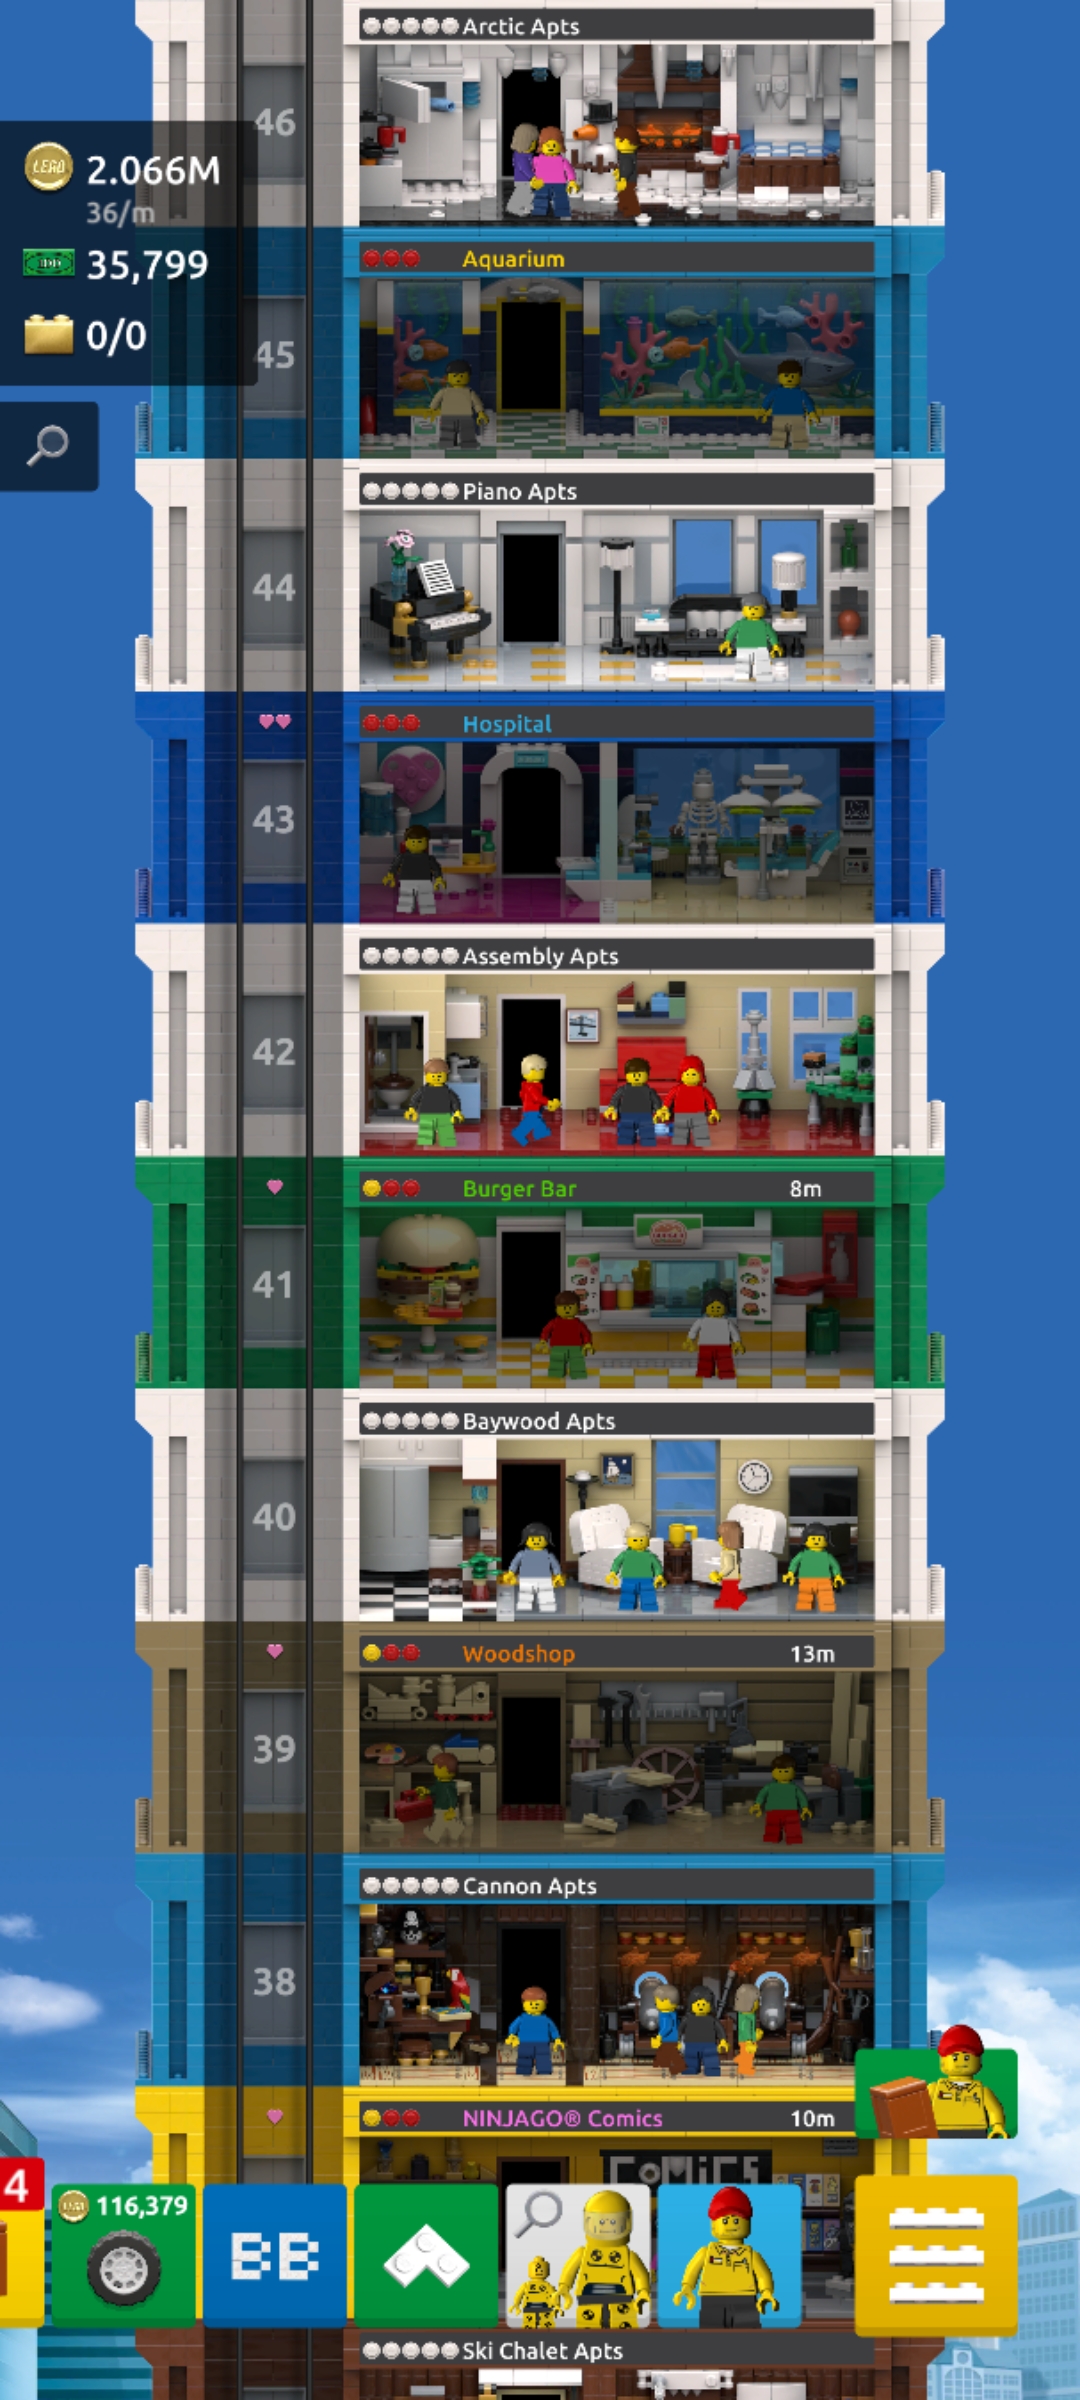 Arctic Apts
46
2.066M
36/m
35,799
0/0
Aquarium
45
Piano Apts
44
Hospital
43
Assembly Apts
42
Burger Bar 8m
41
Baywood Apts
40
Woodshop 13m
39
Cannon Apts
38
NINJAGO® Comics 10m
COMICS
4
LEGO 116,379
BB
Ski Chalet Apts